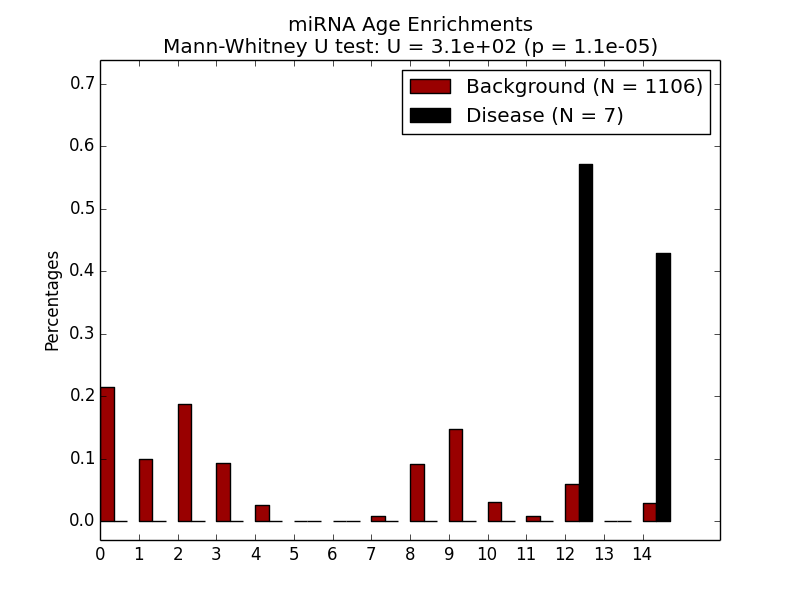 miRNA Age Enrichments
Mann-Whitney U test: U = 3.1e+02 (p = 1.1e-05)
Background (N = 1106)
Disease (N = 7)
Percentages
0.7
0.6
0.5
0.4
0.3
0.2
0.1
0.0
0 1 2 3 4 5 6 7 8 9 10 11 12 13 14